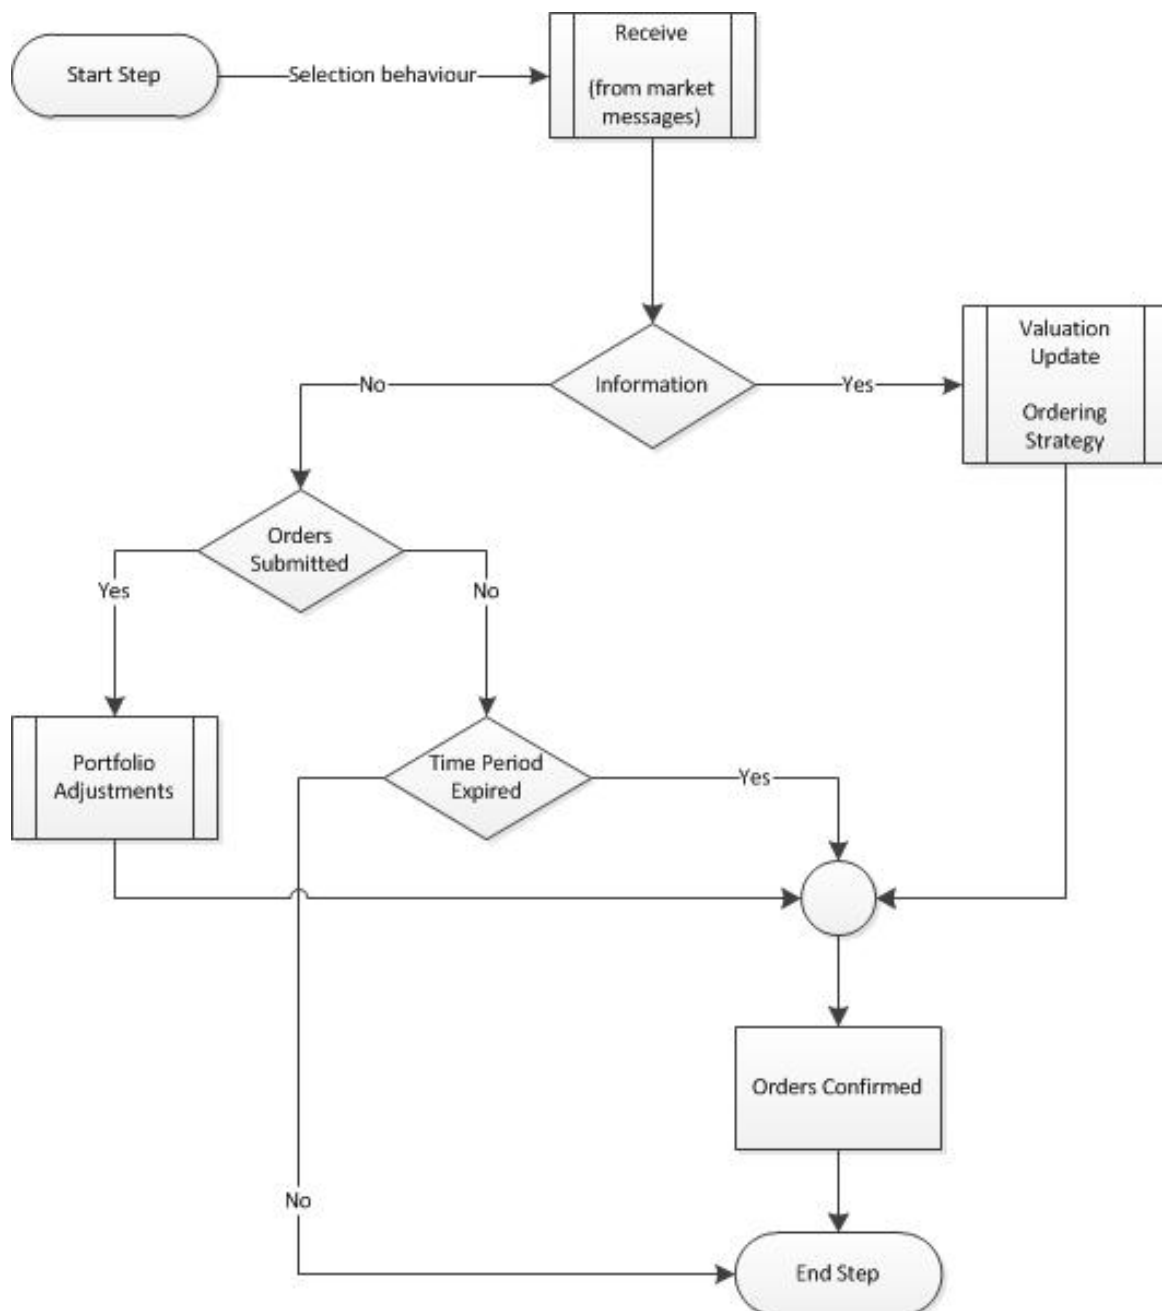 Start Step
Selection behaviour
Receive
(from market
messages)
Information
No
Yes
Valuation
Update
Ordering
Strategy
Orders
Submitted
Yes
No
Portfolio
Adjustments
Time Period
Expired
Yes
Orders Confirmed
No
End Step